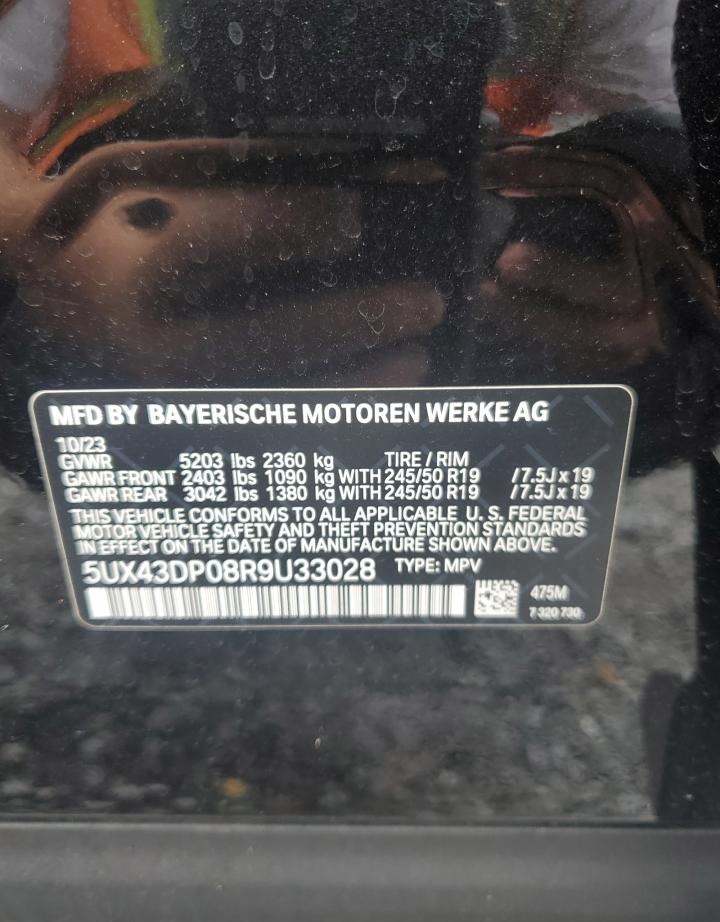 MFD BY BAYERISCHE MOTOREN WERKE AG
10/23
GVWR 5203 lbs 2360 kg TIRE / RIM
GAWR FRONT 2403 lbs 1090 kg WITH 245/50 R19 /7.5J x 19
GAWR REAR 3042 lbs 1380 kg WITH 245/50 R19 /7.5J x 19
THIS VEHICLE CONFORMS TO ALL APPLICABLE U. S. FEDERAL
MOTOR VEHICLE SAFETY AND THEFT PREVENTION STANDARDS
IN EFFECT ON THE DATE OF MANUFACTURE SHOWN ABOVE.
5UX43DP08R9U33028 TYPE: MPV
475M
7 320 730